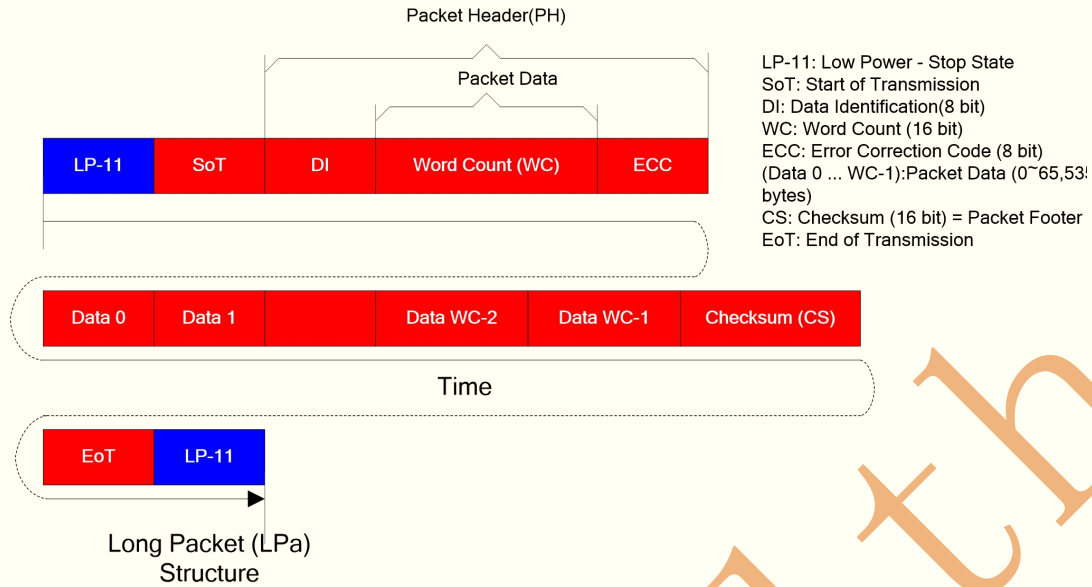 Packet Header(PH)
Packet Data
LP-11: Low Power - Stop State
SoT: Start of Transmission
DI: Data Identification(8 bit)
WC: Word Count (16 bit)
ECC: Error Correction Code (8 bit)
(Data 0 ... WC-1):Packet Data (0~65,535
bytes)
CS: Checksum (16 bit) = Packet Footer
EoT: End of Transmission
LP-11 SoT DI Word Count (WC) ECC
Data 0 Data 1 Data WC-2 Data WC-1 Checksum (CS)
Time
EoT LP-11
Long Packet (LPa)
Structure
th